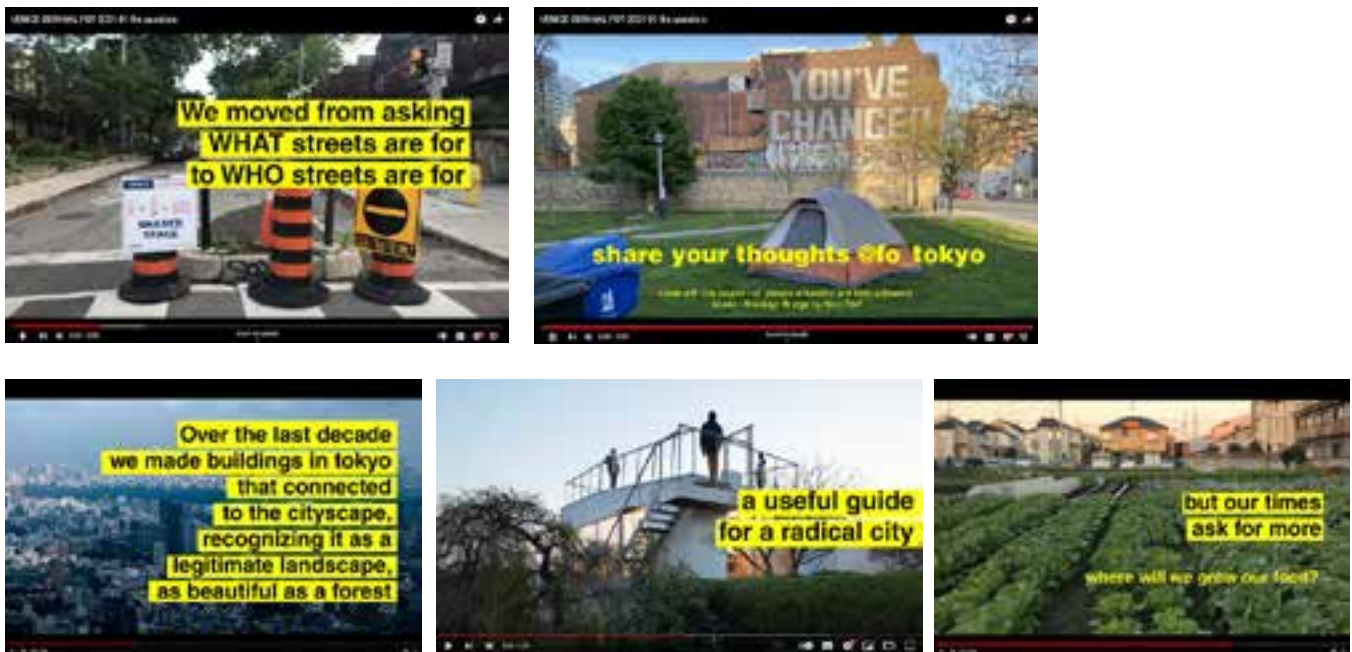 We moved from asking
WHAT streets are for
to WHO streets are for
SHARED
SPACE
YOU'VE
CHANGED
share your thoughts @fo_tokyo
Over the last decade
we made buildings in tokyo
that connected
to the cityscape,
recognizing it as a
legitimate landscape,
as beautiful as a forest
a useful guide
for a radical city
but our times
ask for more
where will we grow our food?